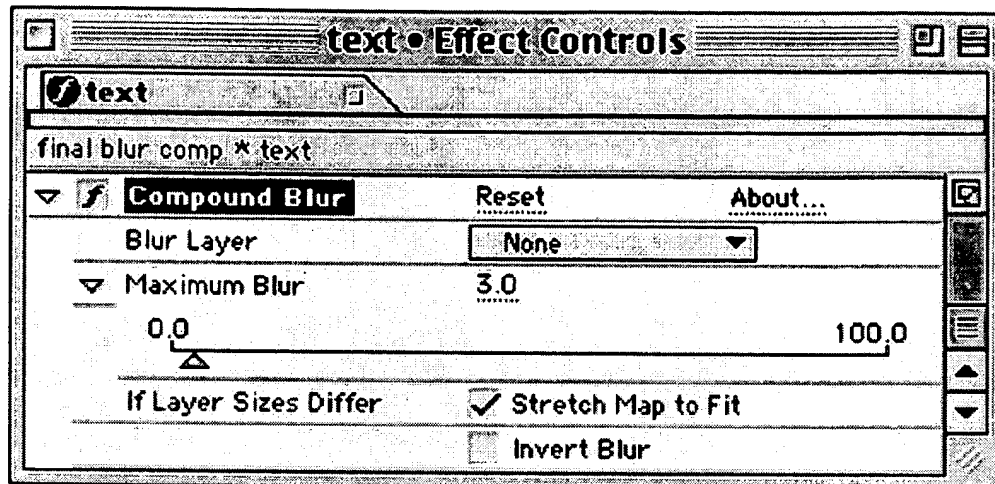 text • Effect Controls
text
final blur comp * text
Compound Blur Reset About...
Blur Layer None
Maximum Blur 3.0
0.0 100.0
If Layer Sizes Differ Stretch Map to Fit
Invert Blur